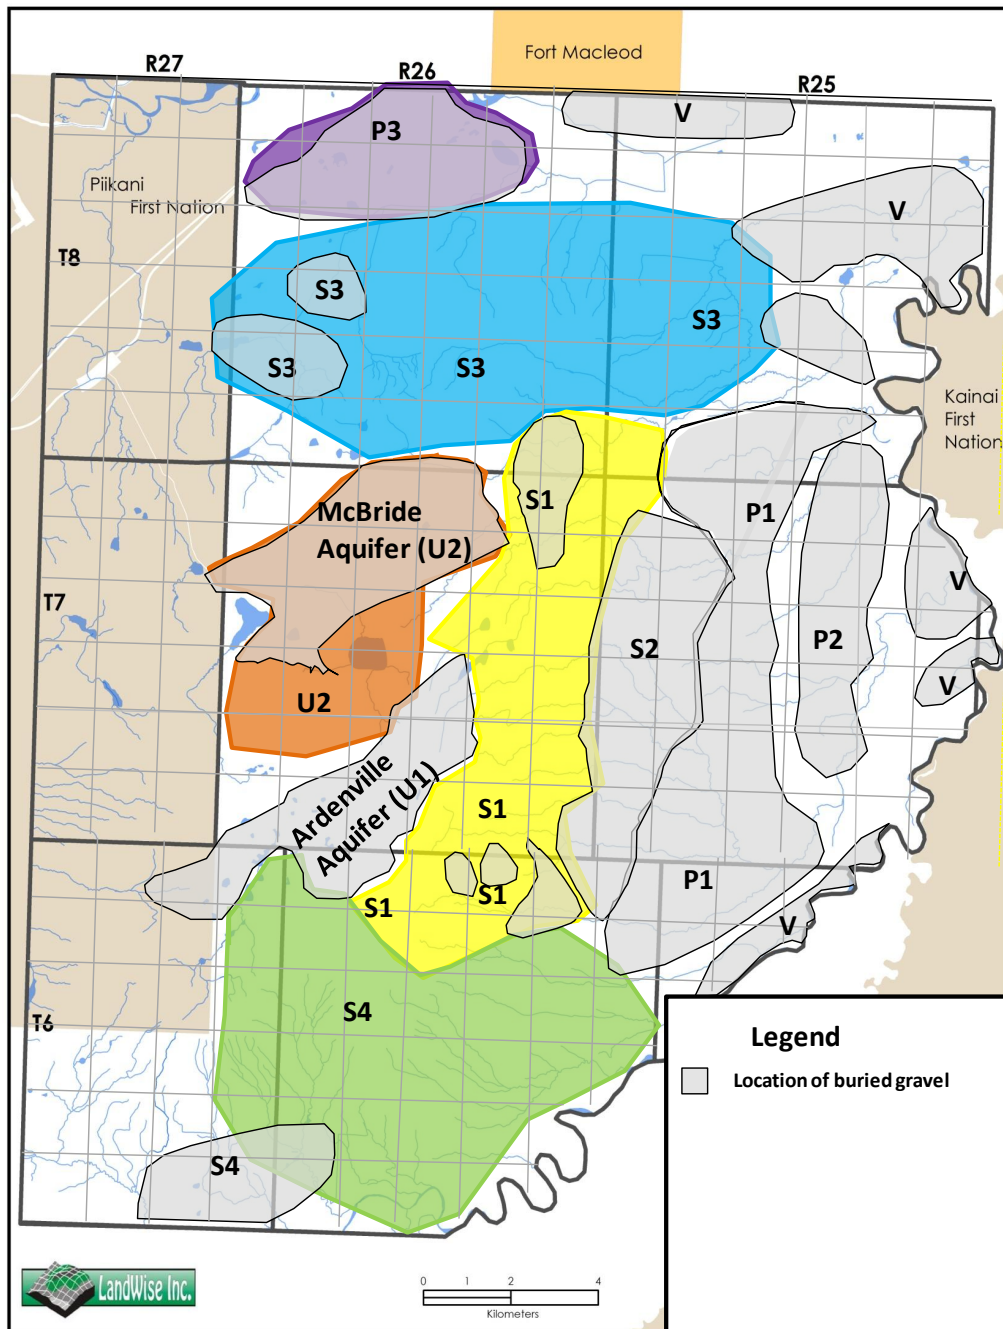 Fort Macleod
R27
R26
R25
V
P3
Piikani
First Nation
V
T8
S3
S3
S3
S3
Kainai
First
Nation
S1
P1
McBride
Aquifer (U2)
V
T7
S2
P2
V
U2
Ardenville
Aquifer (U1)
S1
P1
S1
S1
V
S4
T6
Legend
Location of buried gravel
S4
LandWise Inc.
0 1 2 4
Kilometers